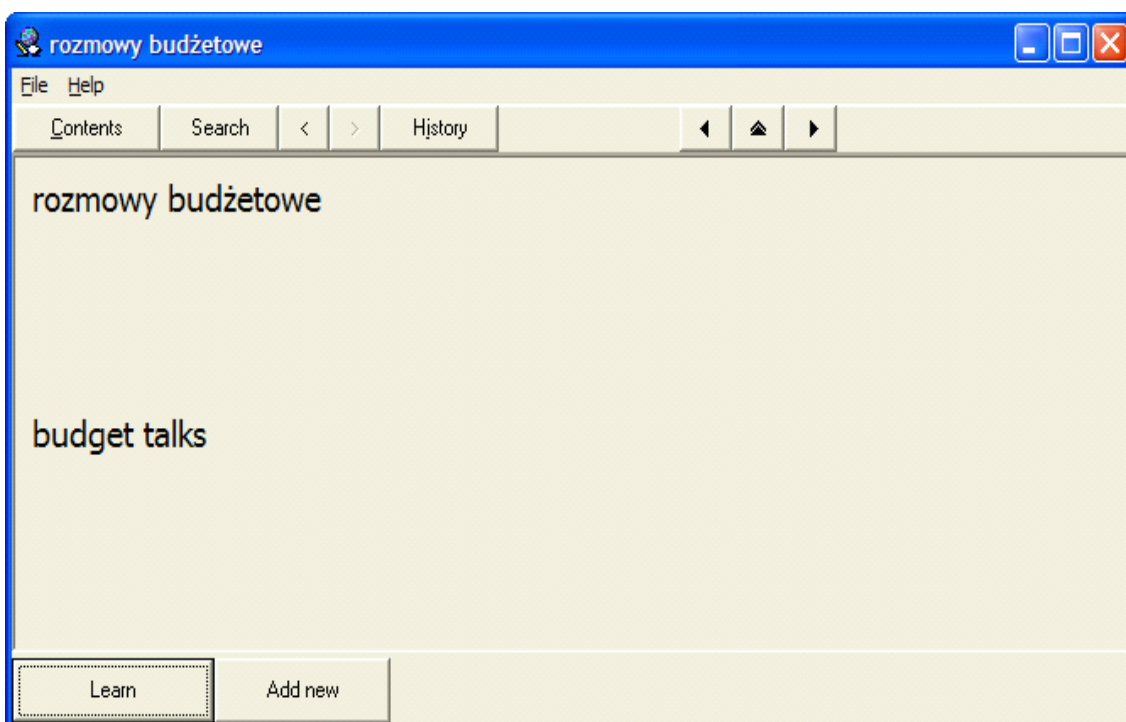 rozmowy budżetowe
File Help
Contents Search < > History
rozmowy budżetowe
budget talks
Learn Add new